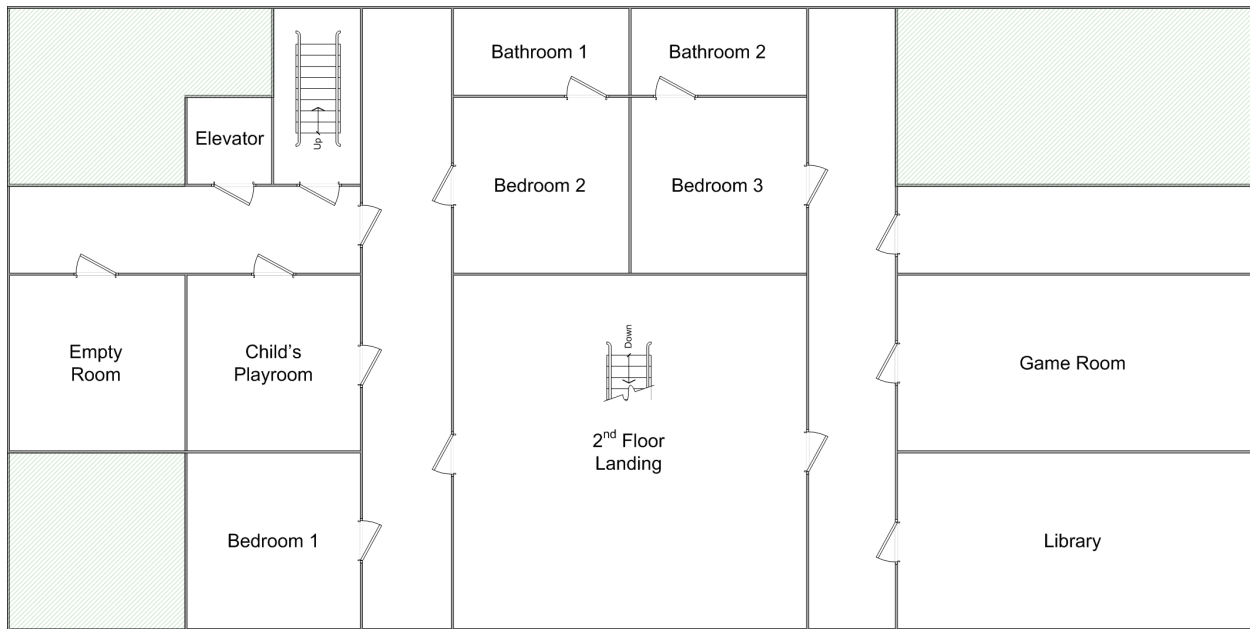 Bathroom 1
Bathroom 2
Elevator
Up
Bedroom 2
Bedroom 3
Empty
Room
Child's
Playroom
Down
Game Room
2nd Floor
Landing
Bedroom 1
Library